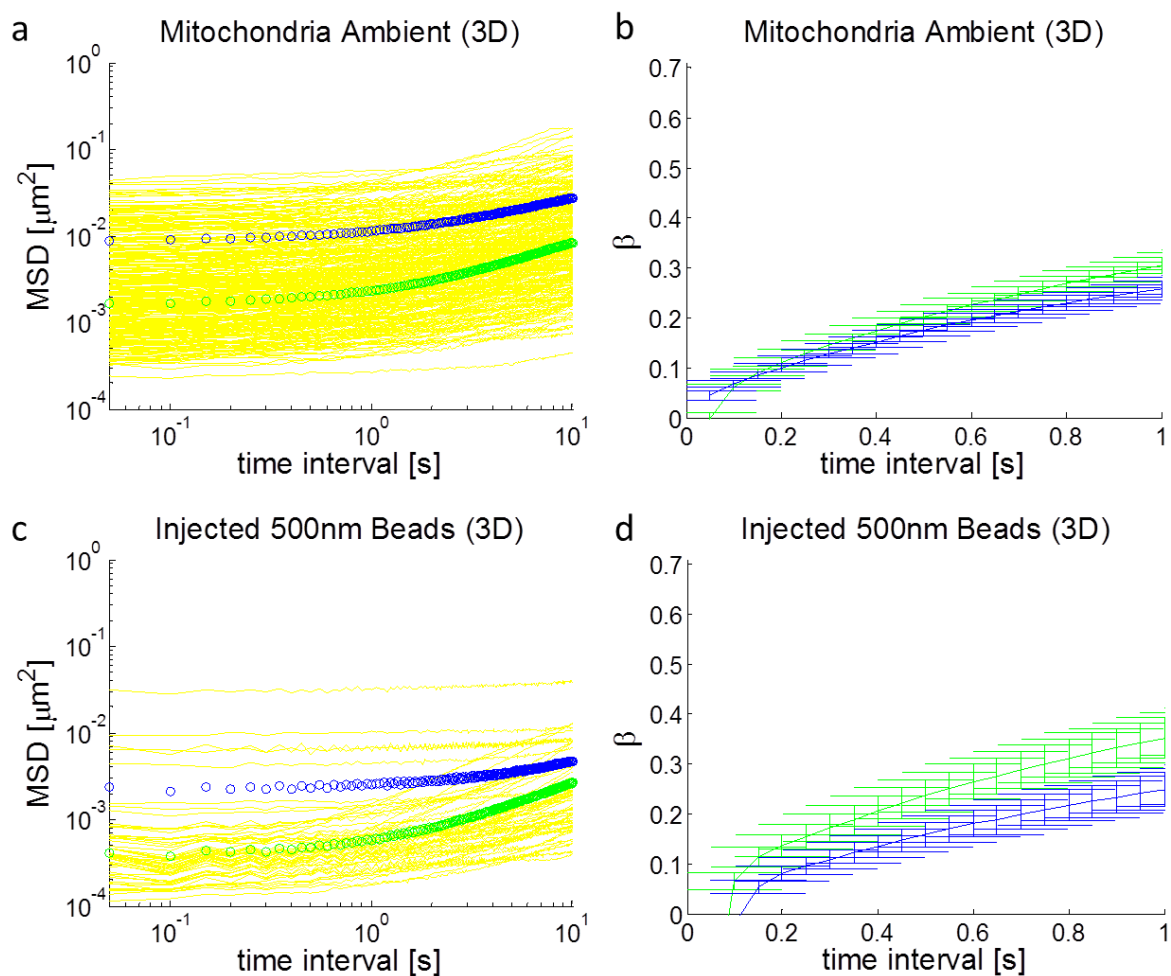 a
Mitochondria Ambient (3D)
10^0
10^-1
10^-2
10^-3
10^-4
MSD [μm^2]
10^-1
10^0
10^1
time interval [s]
b
Mitochondria Ambient (3D)
0.7
0.6
0.5
0.4
0.3
0.2
0.1
0
β
0 0.2 0.4 0.6 0.8 1
time interval [s]
c
Injected 500nm Beads (3D)
10^0
10^-1
10^-2
10^-3
10^-4
MSD [μm^2]
10^-1
10^0
10^1
time interval [s]
d
Injected 500nm Beads (3D)
0.7
0.6
0.5
0.4
0.3
0.2
0.1
0
β
0 0.2 0.4 0.6 0.8 1
time interval [s]